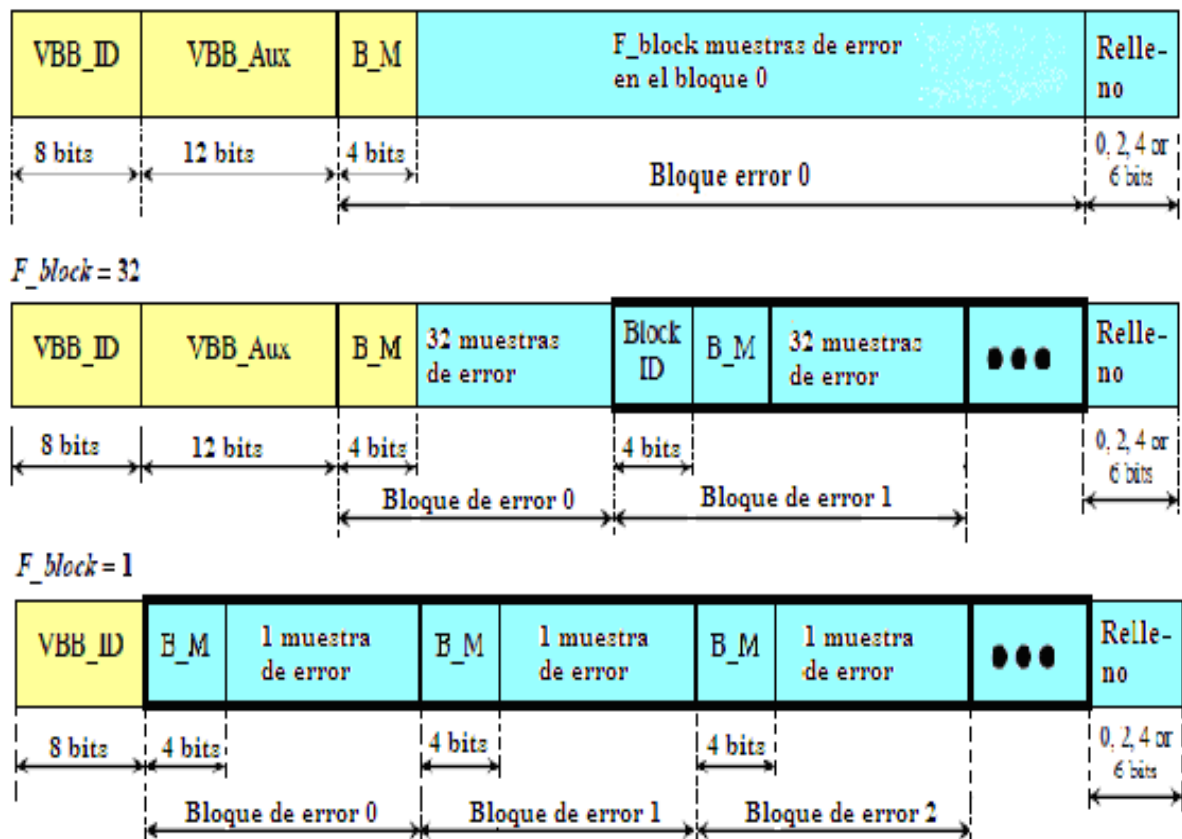 VBB_ID VBB_Aux B_M F_block muestras de error Relle-
en el bloque 0 no
8 bits 12 bits 4 bits 0, 2, 4 or
Bloque error 0 6 bits
F_block = 32
VBB_ID VBB_Aux B_M 32 muestras Block B_M 32 muestras ●●● Relle-
de error ID de error no
8 bits 12 bits 4 bits 4 bits 0, 2, 4 or
Bloque de error 0 Bloque de error 1 6 bits
F_block = 1
VBB_ID B_M 1 muestra B_M 1 muestra B_M 1 muestra ●●● Relle-
de error de error de error no
8 bits 4 bits 4 bits 4 bits 0, 2, 4 or
Bloque de error 0 Bloque de error 1 Bloque de error 2 6 bits